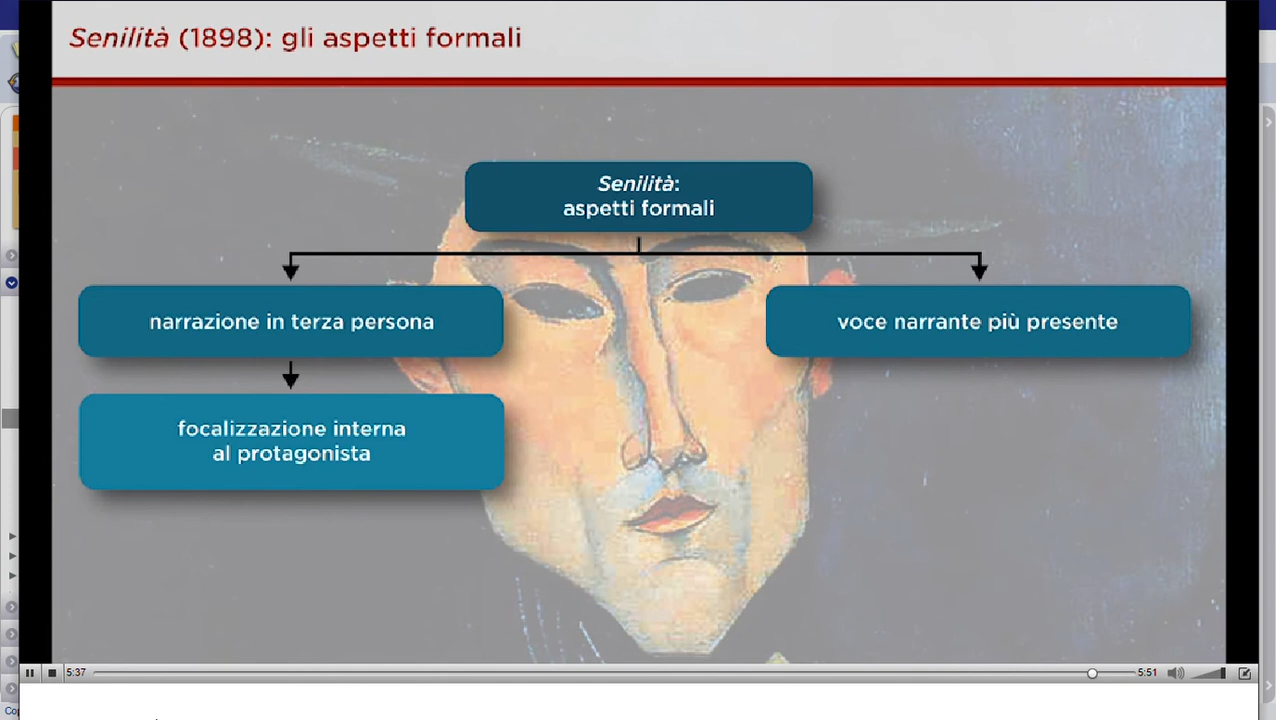 Senilità (1898): gli aspetti formali
Senilità:
aspetti formali
narrazione in terza persona
voce narrante più presente
focalizzazione interna
al protagonista
5:37
5:51
Cop